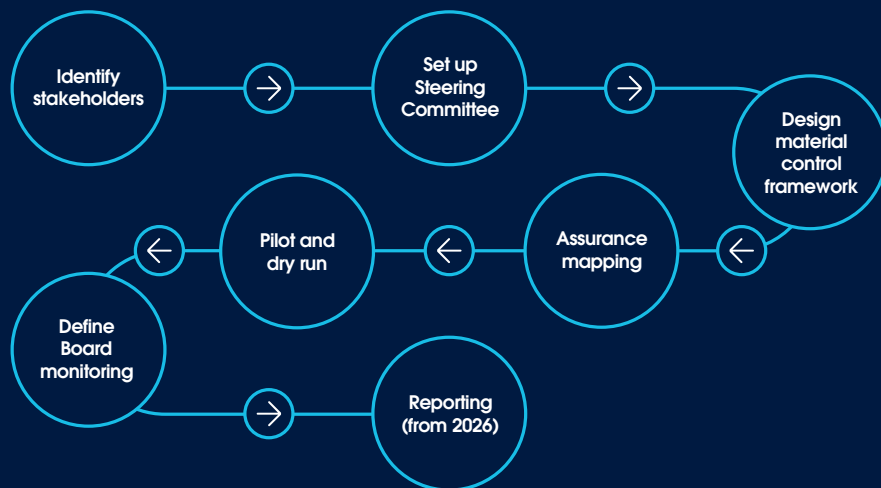 Identify
stakeholders
Set up
Steering
Committee
Design
material
control
framework
Assurance
mapping
Pilot and
dry run
Define
Board
monitoring
Reporting
(from 2026)